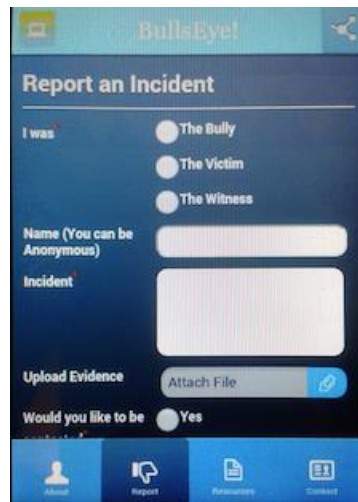 BullsEye!
Report an Incident
I was*
The Bully
The Victim
The Witness
Name (You can be
Anonymous)
Incident*
Upload Evidence
Attach File
Would you like to be
Yes
contacted*
About
Report
Resources
Contact